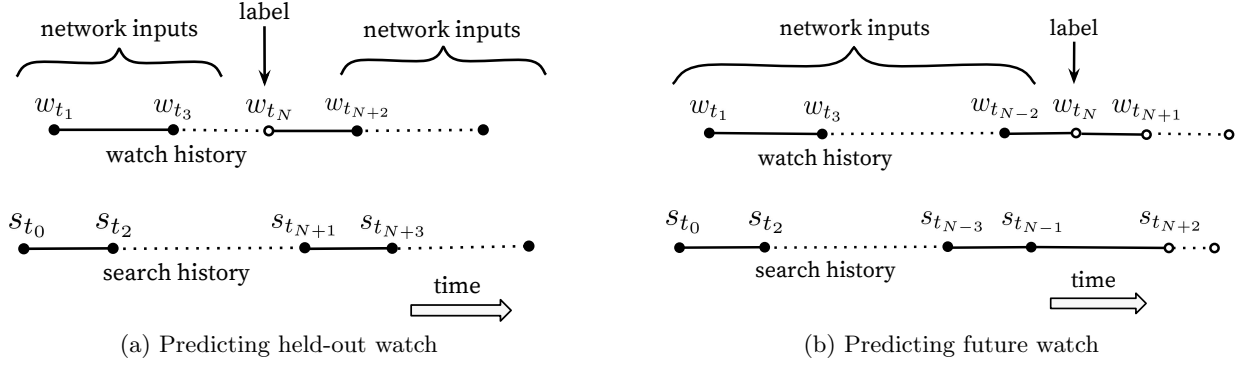 label
network inputs network inputs
w_{t_1} w_{t_3} w_{t_N} w_{t_{N+2}}
watch history
s_{t_0} s_{t_2} s_{t_{N+1}} s_{t_{N+3}}
search history
time
(a) Predicting held-out watch
network inputs label
w_{t_1} w_{t_3} w_{t_{N-2}} w_{t_N} w_{t_{N+1}}
watch history
s_{t_0} s_{t_2} s_{t_{N-3}} s_{t_{N-1}} s_{t_{N+2}}
search history
time
(b) Predicting future watch